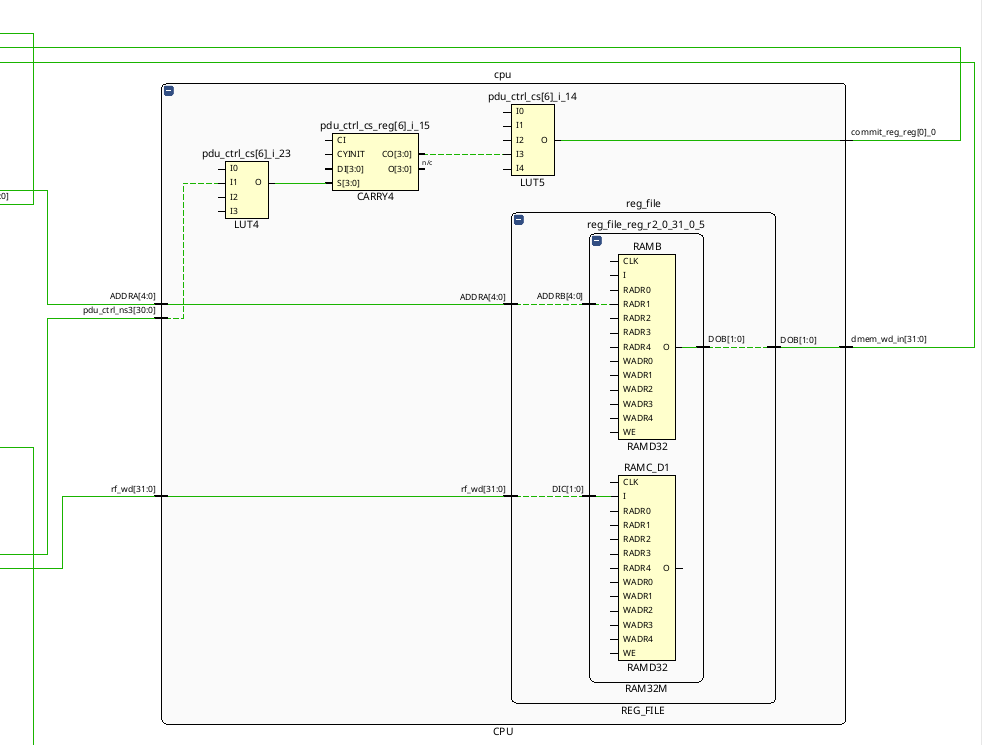 cpu
pdu_ctrl_cs[6]_i_14
I0
I1
I2 O
I3
I4
LUT5
pdu_ctrl_cs_reg[6]_i_15
CI
CYINIT CO[3:0]
n/c
DI[3:0] O[3:0]
S[3:0]
CARRY4
pdu_ctrl_cs[6]_i_23
I0
I1 O
I2
I3
LUT4
commit_reg_reg[0]_0
:0]
reg_file
reg_file_reg_r2_0_31_0_5
RAMB
CLK
I
RADR0
RADR1
RADR2
RADR3
RADR4 O
WADR0
WADR1
WADR2
WADR3
WADR4
WE
RAMD32
ADDRA[4:0]
pdu_ctrl_ns3[30:0]
ADDRA[4:0]
ADDRB[4:0]
DOB[1:0]
DOB[1:0]
dmem_wd_in[31:0]
RAMC_D1
CLK
I
RADR0
RADR1
RADR2
RADR3
RADR4 O
WADR0
WADR1
WADR2
WADR3
WADR4
WE
RAMD32
rf_wd[31:0]
rf_wd[31:0]
DIC[1:0]
RAM32M
REG_FILE
CPU